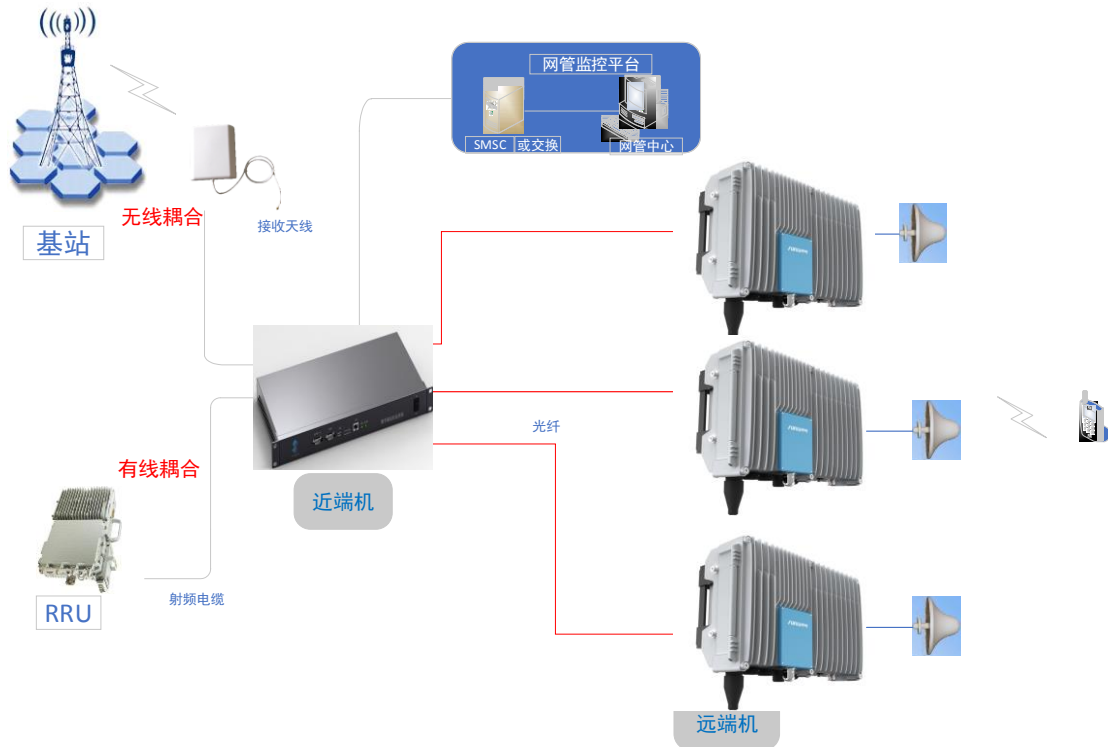 网管监控平台
SMSC
或交换
网管中心
无线耦合
接收天线
基站
光纤
有线耦合
近端机
射频电缆
RRU
远端机